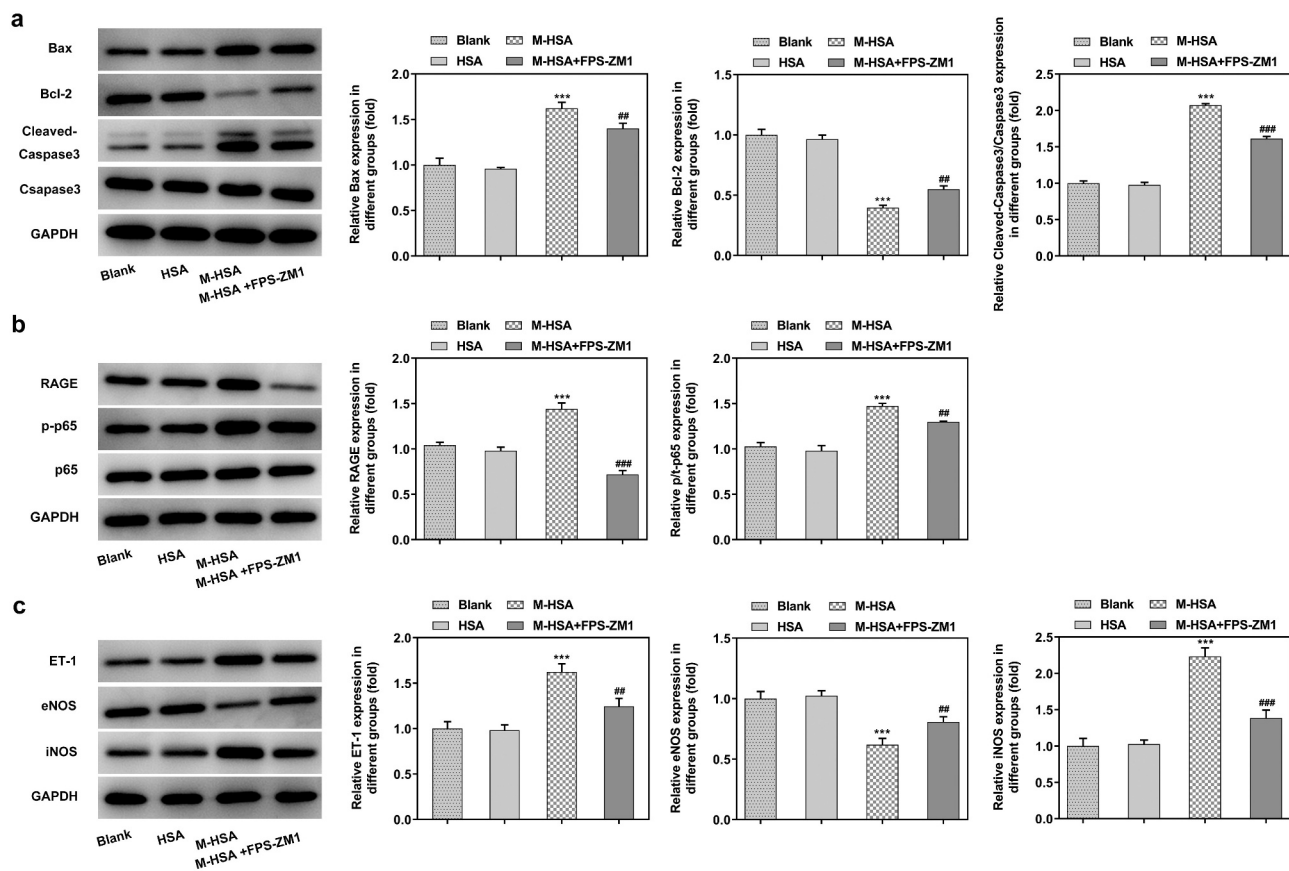 a
Bax
Bcl-2
Cleaved-
Caspase3
Csapase3
GAPDH
Blank
HSA
M-HSA
M-HSA +FPS-ZM1
Blank
M-HSA
HSA
M-HSA+FPS-ZM1
Relative Bax expression in
different groups (fold)
2.0
1.5
1.0
0.5
0.0
***
##
Blank
M-HSA
HSA
M-HSA+FPS-ZM1
Relative Bcl-2 expression in
different groups (fold)
1.5
1.0
0.5
0.0
***
##
Blank
M-HSA
HSA
M-HSA+FPS-ZM1
Relative Cleaved-Caspase3/Caspase3 expression
in different groups (fold)
2.5
2.0
1.5
1.0
0.5
0.0
***
###
b
RAGE
p-p65
p65
GAPDH
Blank
HSA
M-HSA
M-HSA +FPS-ZM1
Blank
M-HSA
HSA
M-HSA+FPS-ZM1
Relative RAGE expression in
different groups (fold)
2.0
1.5
1.0
0.5
0.0
***
###
Blank
M-HSA
HSA
M-HSA+FPS-ZM1
Relative p/t-p65 expression in
different groups (fold)
2.0
1.5
1.0
0.5
0.0
***
##
c
ET-1
eNOS
iNOS
GAPDH
Blank
HSA
M-HSA
M-HSA +FPS-ZM1
Blank
M-HSA
HSA
M-HSA+FPS-ZM1
Relative ET-1 expression in
different groups (fold)
2.0
1.5
1.0
0.5
0.0
***
##
Blank
M-HSA
HSA
M-HSA+FPS-ZM1
Relative eNOS expression in
different groups (fold)
1.5
1.0
0.5
0.0
***
##
Blank
M-HSA
HSA
M-HSA+FPS-ZM1
Relative iNOS expression in
different groups (fold)
2.5
2.0
1.5
1.0
0.5
0.0
***
###